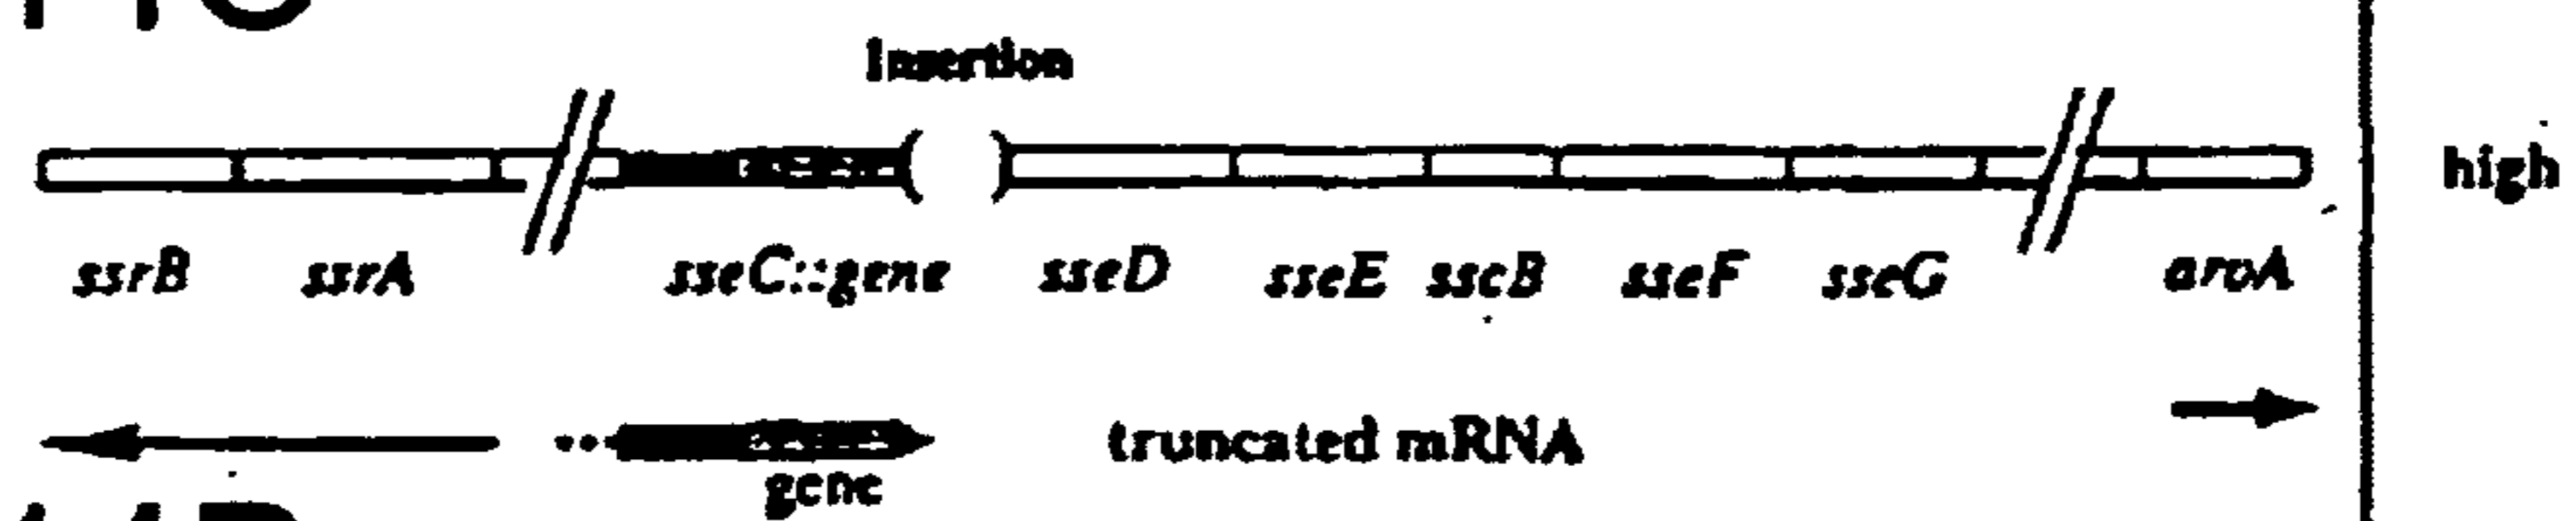 Insertion
high
ssrB ssrA sseC::gene sseD sseE sscB sseF sseG aroA
truncated mRNA
gene